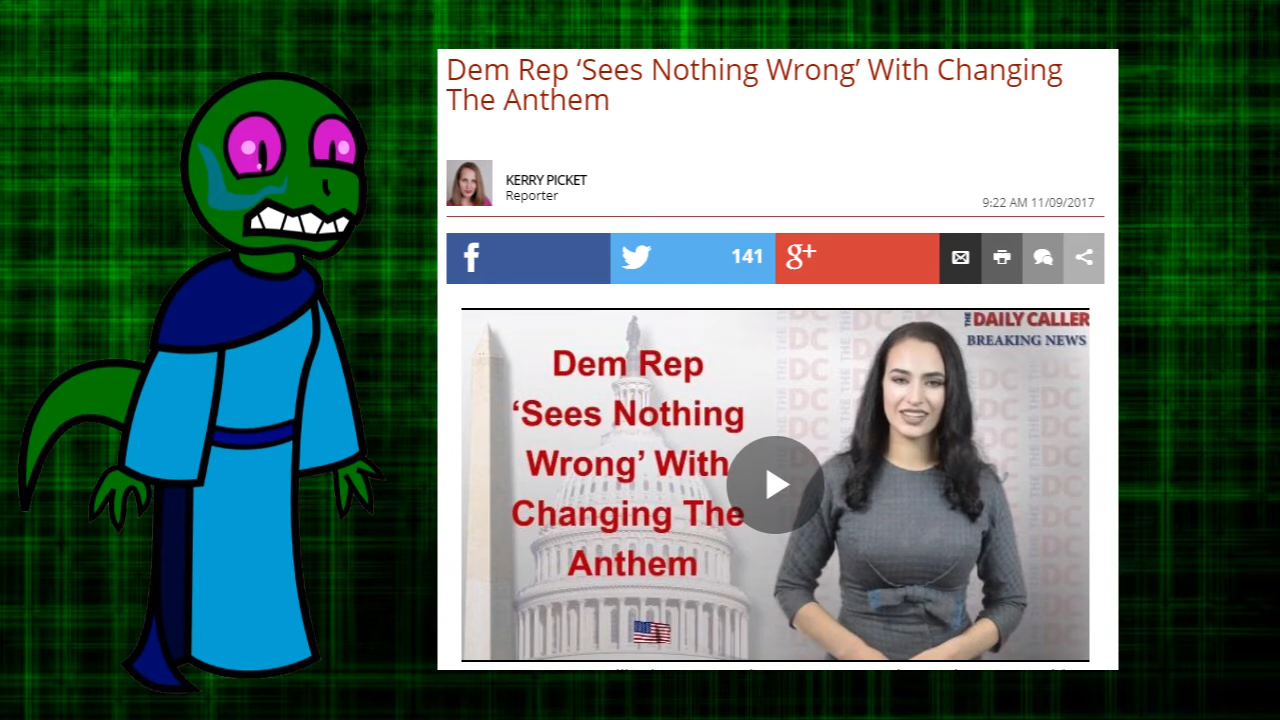 Dem Rep ‘Sees Nothing Wrong’ With Changing
The Anthem
KERRY PICKET
Reporter
9:22 AM 11/09/2017
f
141
g+
THE DAILY CALLER
BREAKING NEWS
Dem Rep
‘Sees Nothing
Wrong’ With
Changing The
Anthem